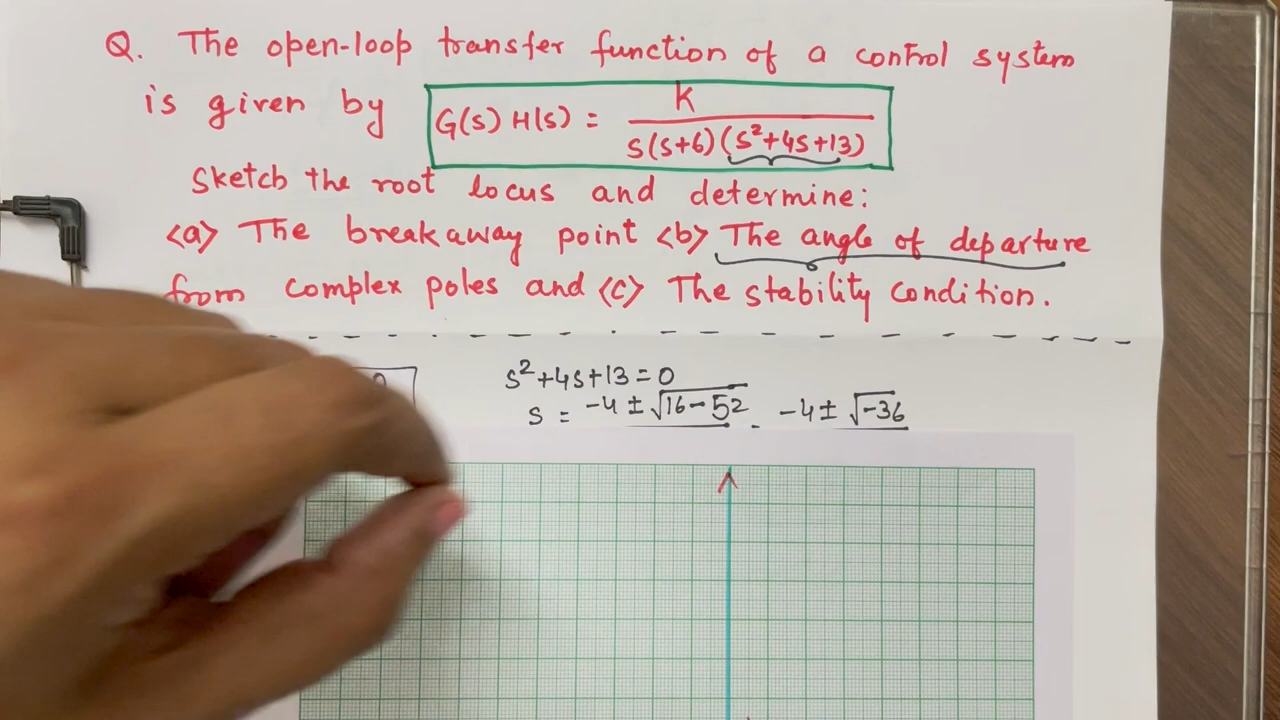 Q. The open-loop transfer function of a control system
is given by G(s) H(s) = K / s(s+6)(s²+4s+13)
Sketch the root locus and determine:
<a> The breakaway point <b> The angle of departure
from complex poles and <c> The stability condition.
s²+4s+13=0
s = -4 ± √16-52 -4 ± √-36